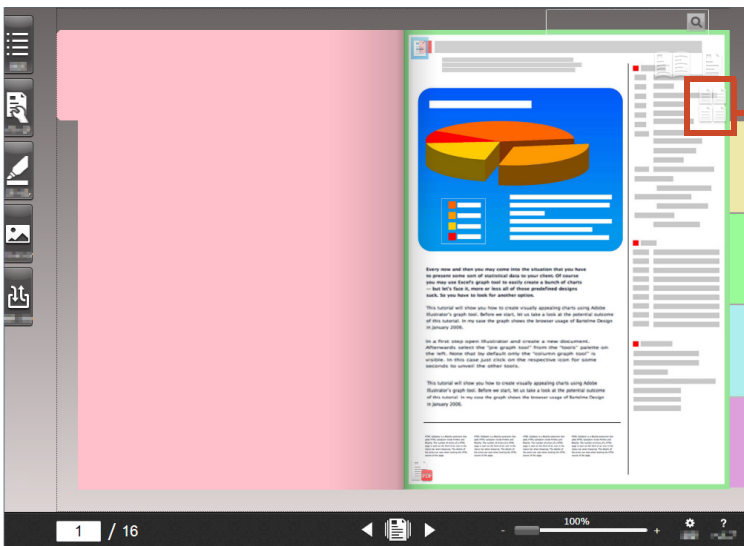 Every now and then you may come into the situation that you have
to present some sort of statistical data to your client. Of course
you may use Excel's graph tool to easily create a bunch of charts
— but let's face it, more or less all of those predefined designs
suck. So you have to look for another option.
This tutorial will show you how to create visually appealing charts using Adobe
Illustrator's graph tool. Before we start, let us take a look at the potential outcome
of this tutorial. In my case the graph shows the browser usage of Bartelme Design
in January 2006.
In a first step open Illustrator and create a new document.
Afterwards select the "pie graph tool" from the "tools" palette on
the left. Note that by default only the "column graph tool" is
visible. In this case just click on the respective icon for some
seconds to unveil the other tools.
This tutorial will show you how to create visually appealing charts using Adobe
Illustrator's graph tool. Before we start, let us take a look at the potential outcome
of this tutorial. In my case the graph shows the browser usage of Bartelme Design
in January 2006.
PDF
1 / 16
- 100% +
?